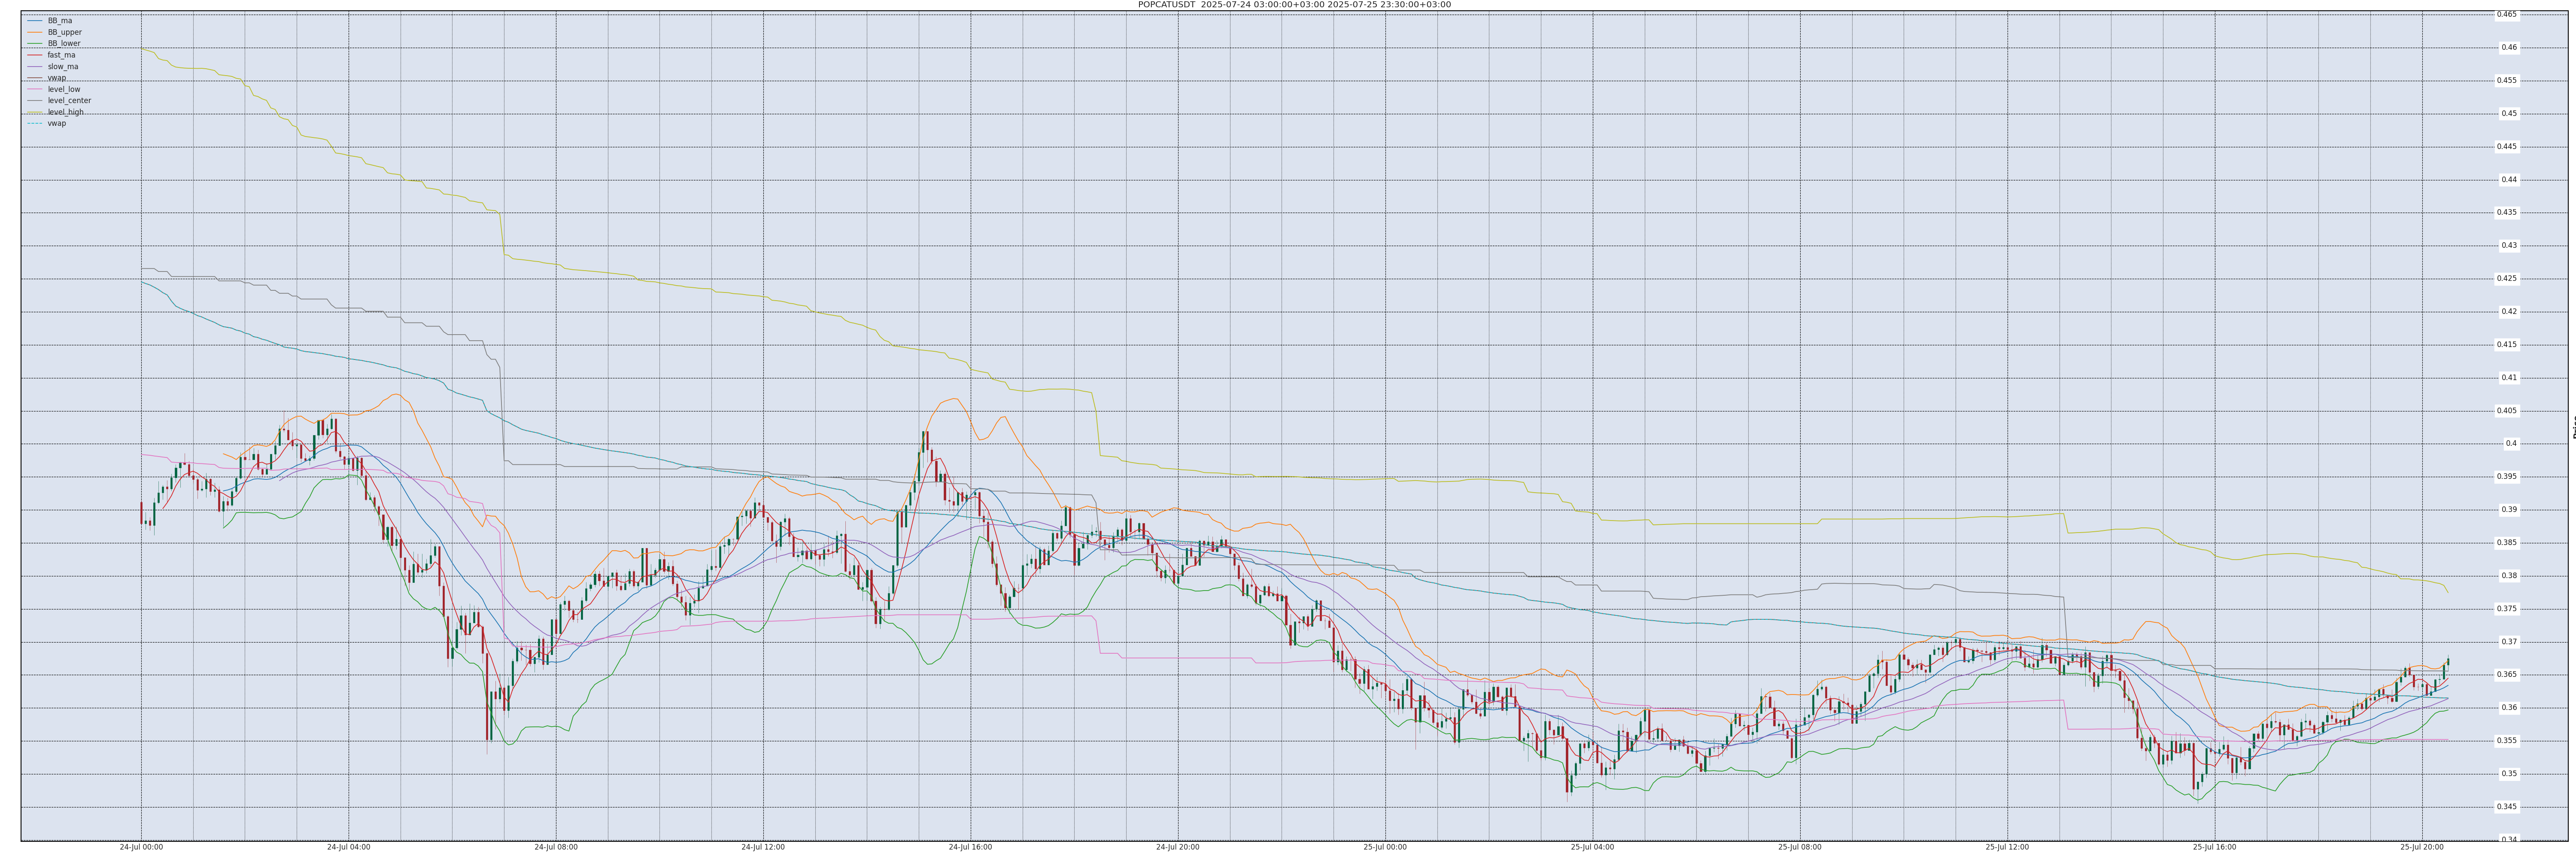 POPCATUSDT 2025-07-24 03:00:00+03:00 2025-07-25 23:30:00+03:00
BB_ma
BB_upper
BB_lower
fast_ma
slow_ma
vwap
level_low
level_center
level_high
vwap
0.465
0.46
0.455
0.45
0.445
0.44
0.435
0.43
0.425
0.42
0.415
0.41
0.405
0.4
0.395
0.39
0.385
0.38
0.375
0.37
0.365
0.36
0.355
0.35
0.345
0.34
24-Jul 00:00
24-Jul 04:00
24-Jul 08:00
24-Jul 12:00
24-Jul 16:00
24-Jul 20:00
25-Jul 00:00
25-Jul 04:00
25-Jul 08:00
25-Jul 12:00
25-Jul 16:00
25-Jul 20:00